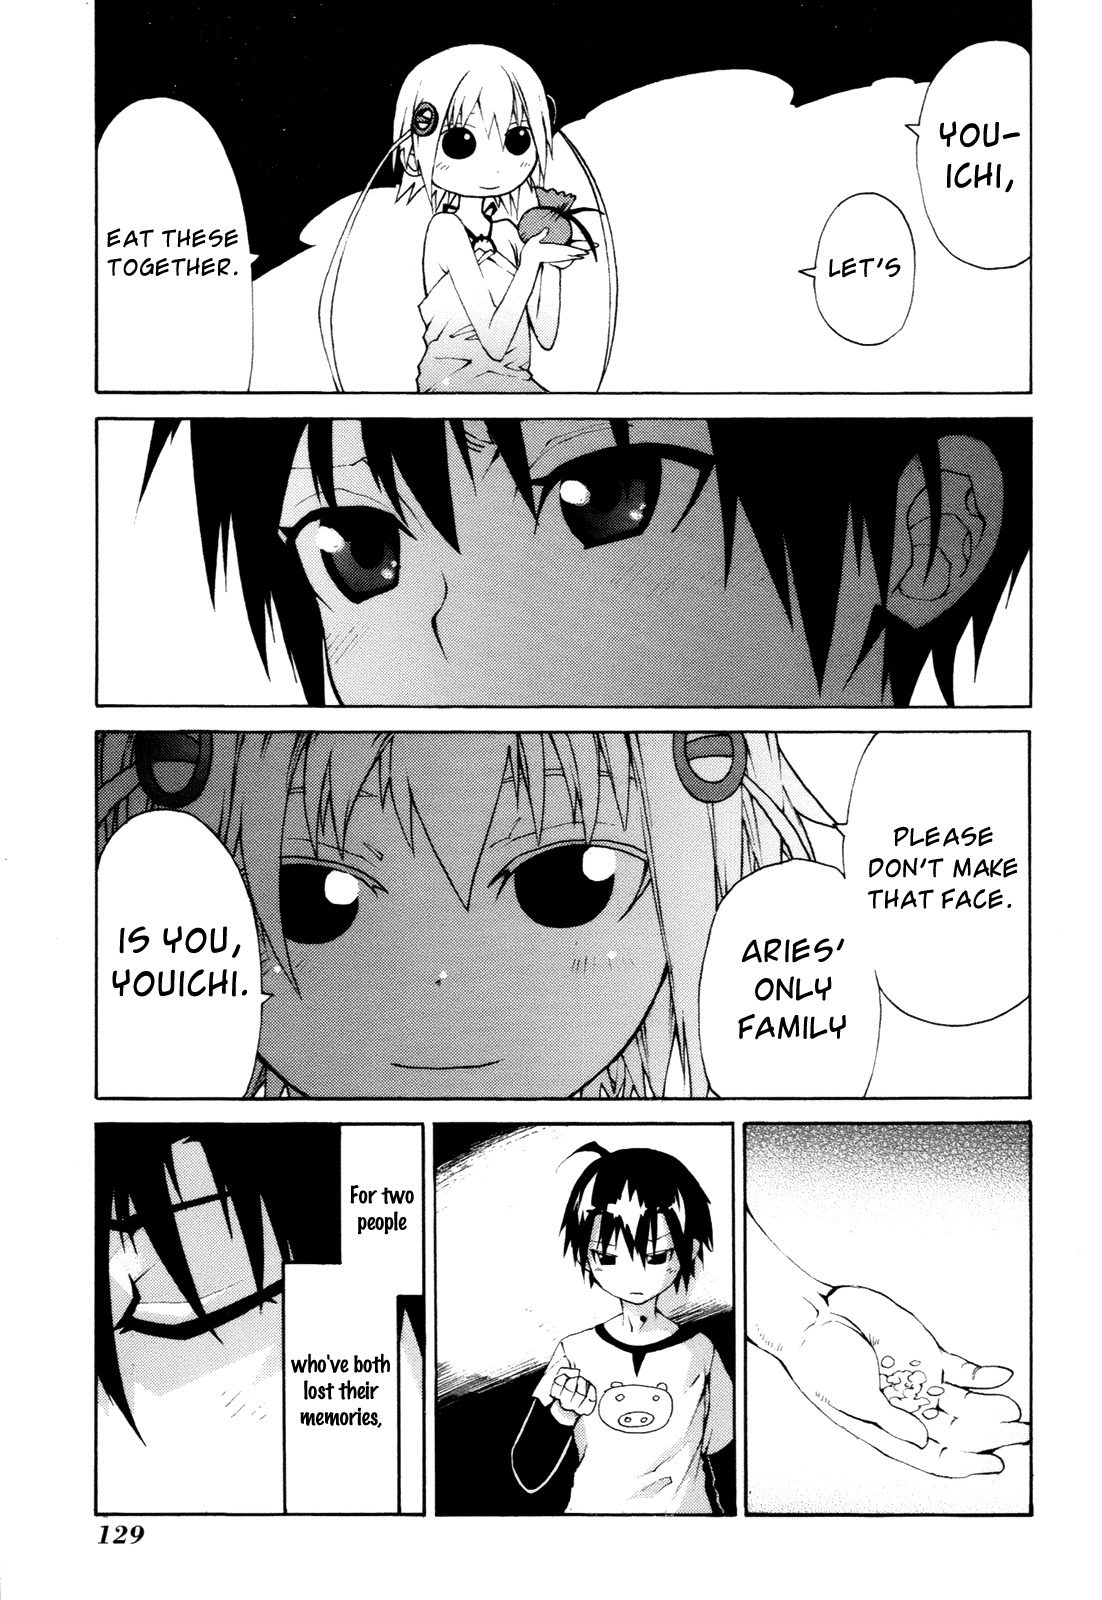 YOU-
ICHI,
LET'S
EAT THESE
TOGETHER.
PLEASE
DON'T MAKE
THAT FACE.
ARIES'
ONLY
FAMILY
IS YOU,
YOUICHI.
For two
people
who've both
lost their
memories,
129